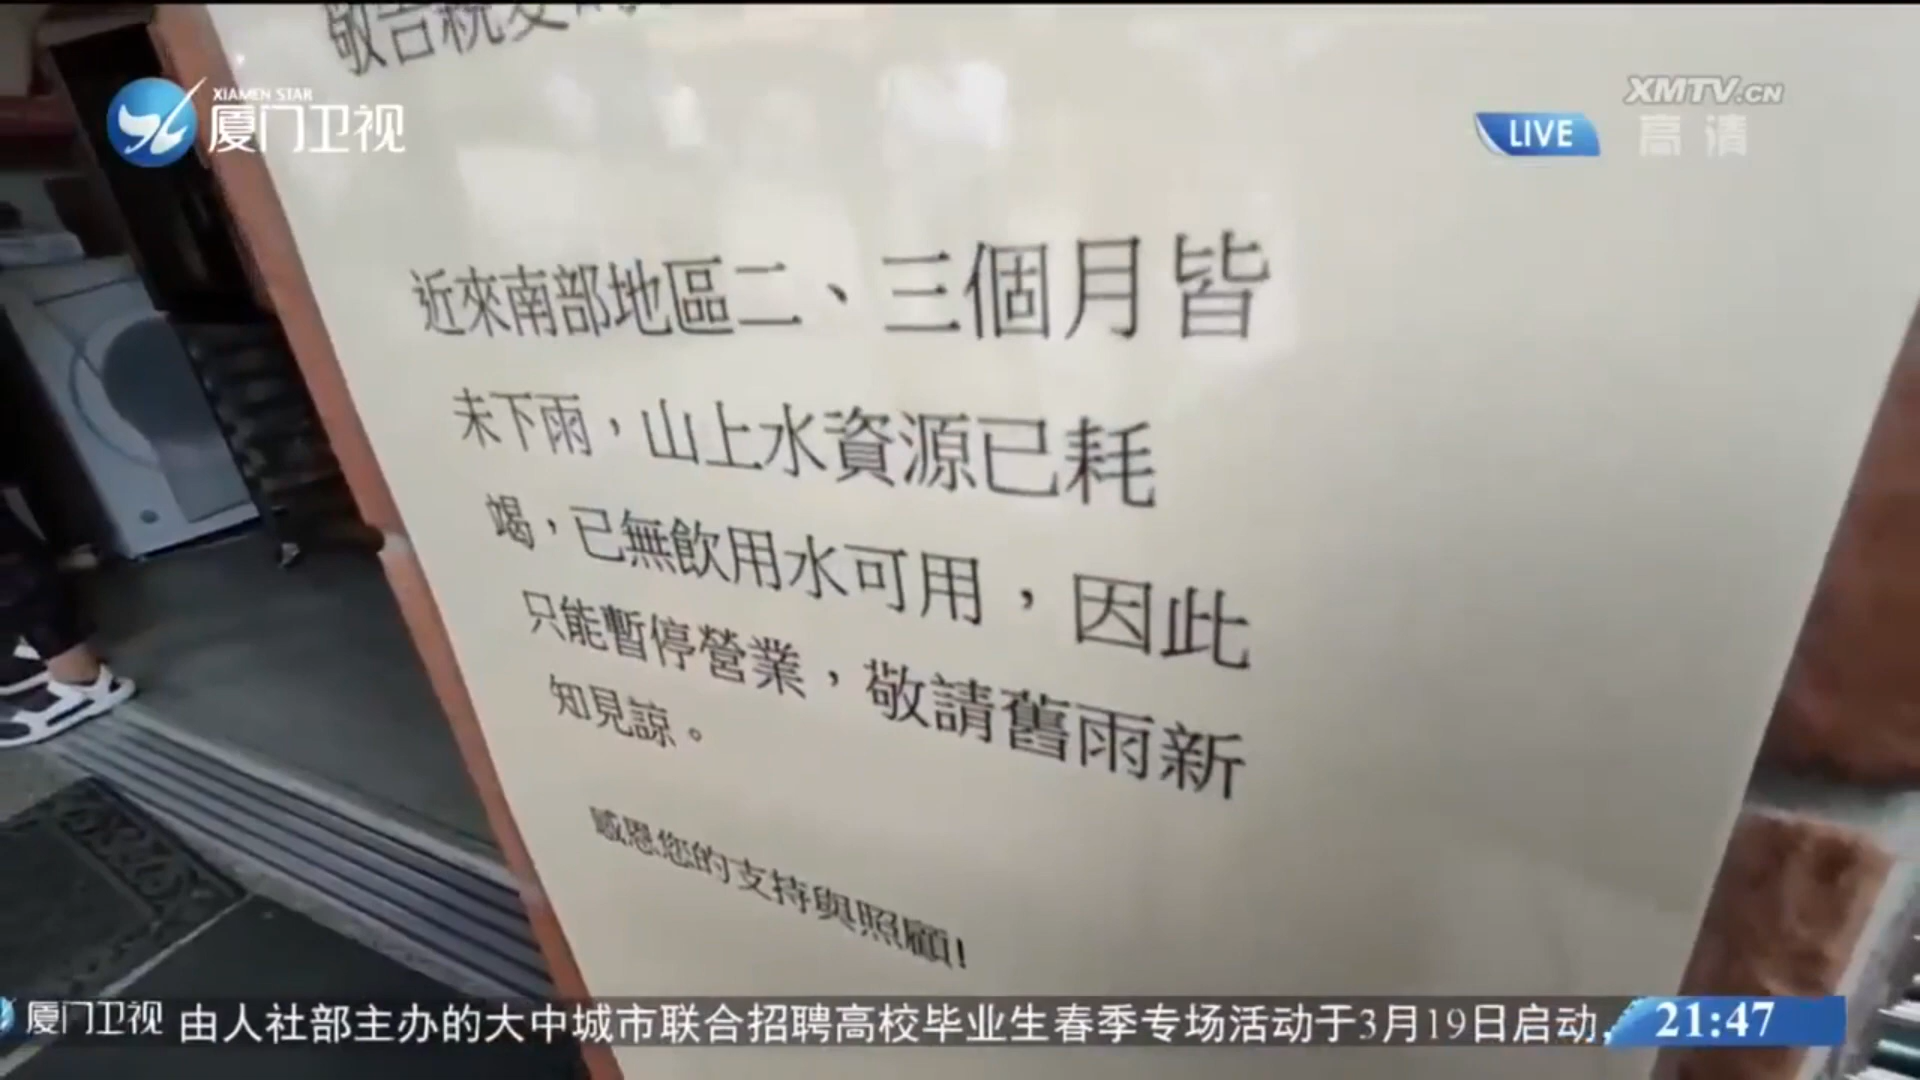 敬告親愛的
XIAMEN STAR
厦门卫视
XMTV.CN
LIVE
高清
近來南部地區二、三個月皆
未下雨，山上水資源已耗
竭，已無飲用水可用，因此
只能暫停營業，敬請舊雨新
知見諒。
感恩您的支持與照顧!
厦门卫视 由人社部主办的大中城市联合招聘高校毕业生春季专场活动于3月19日启动，
21:47